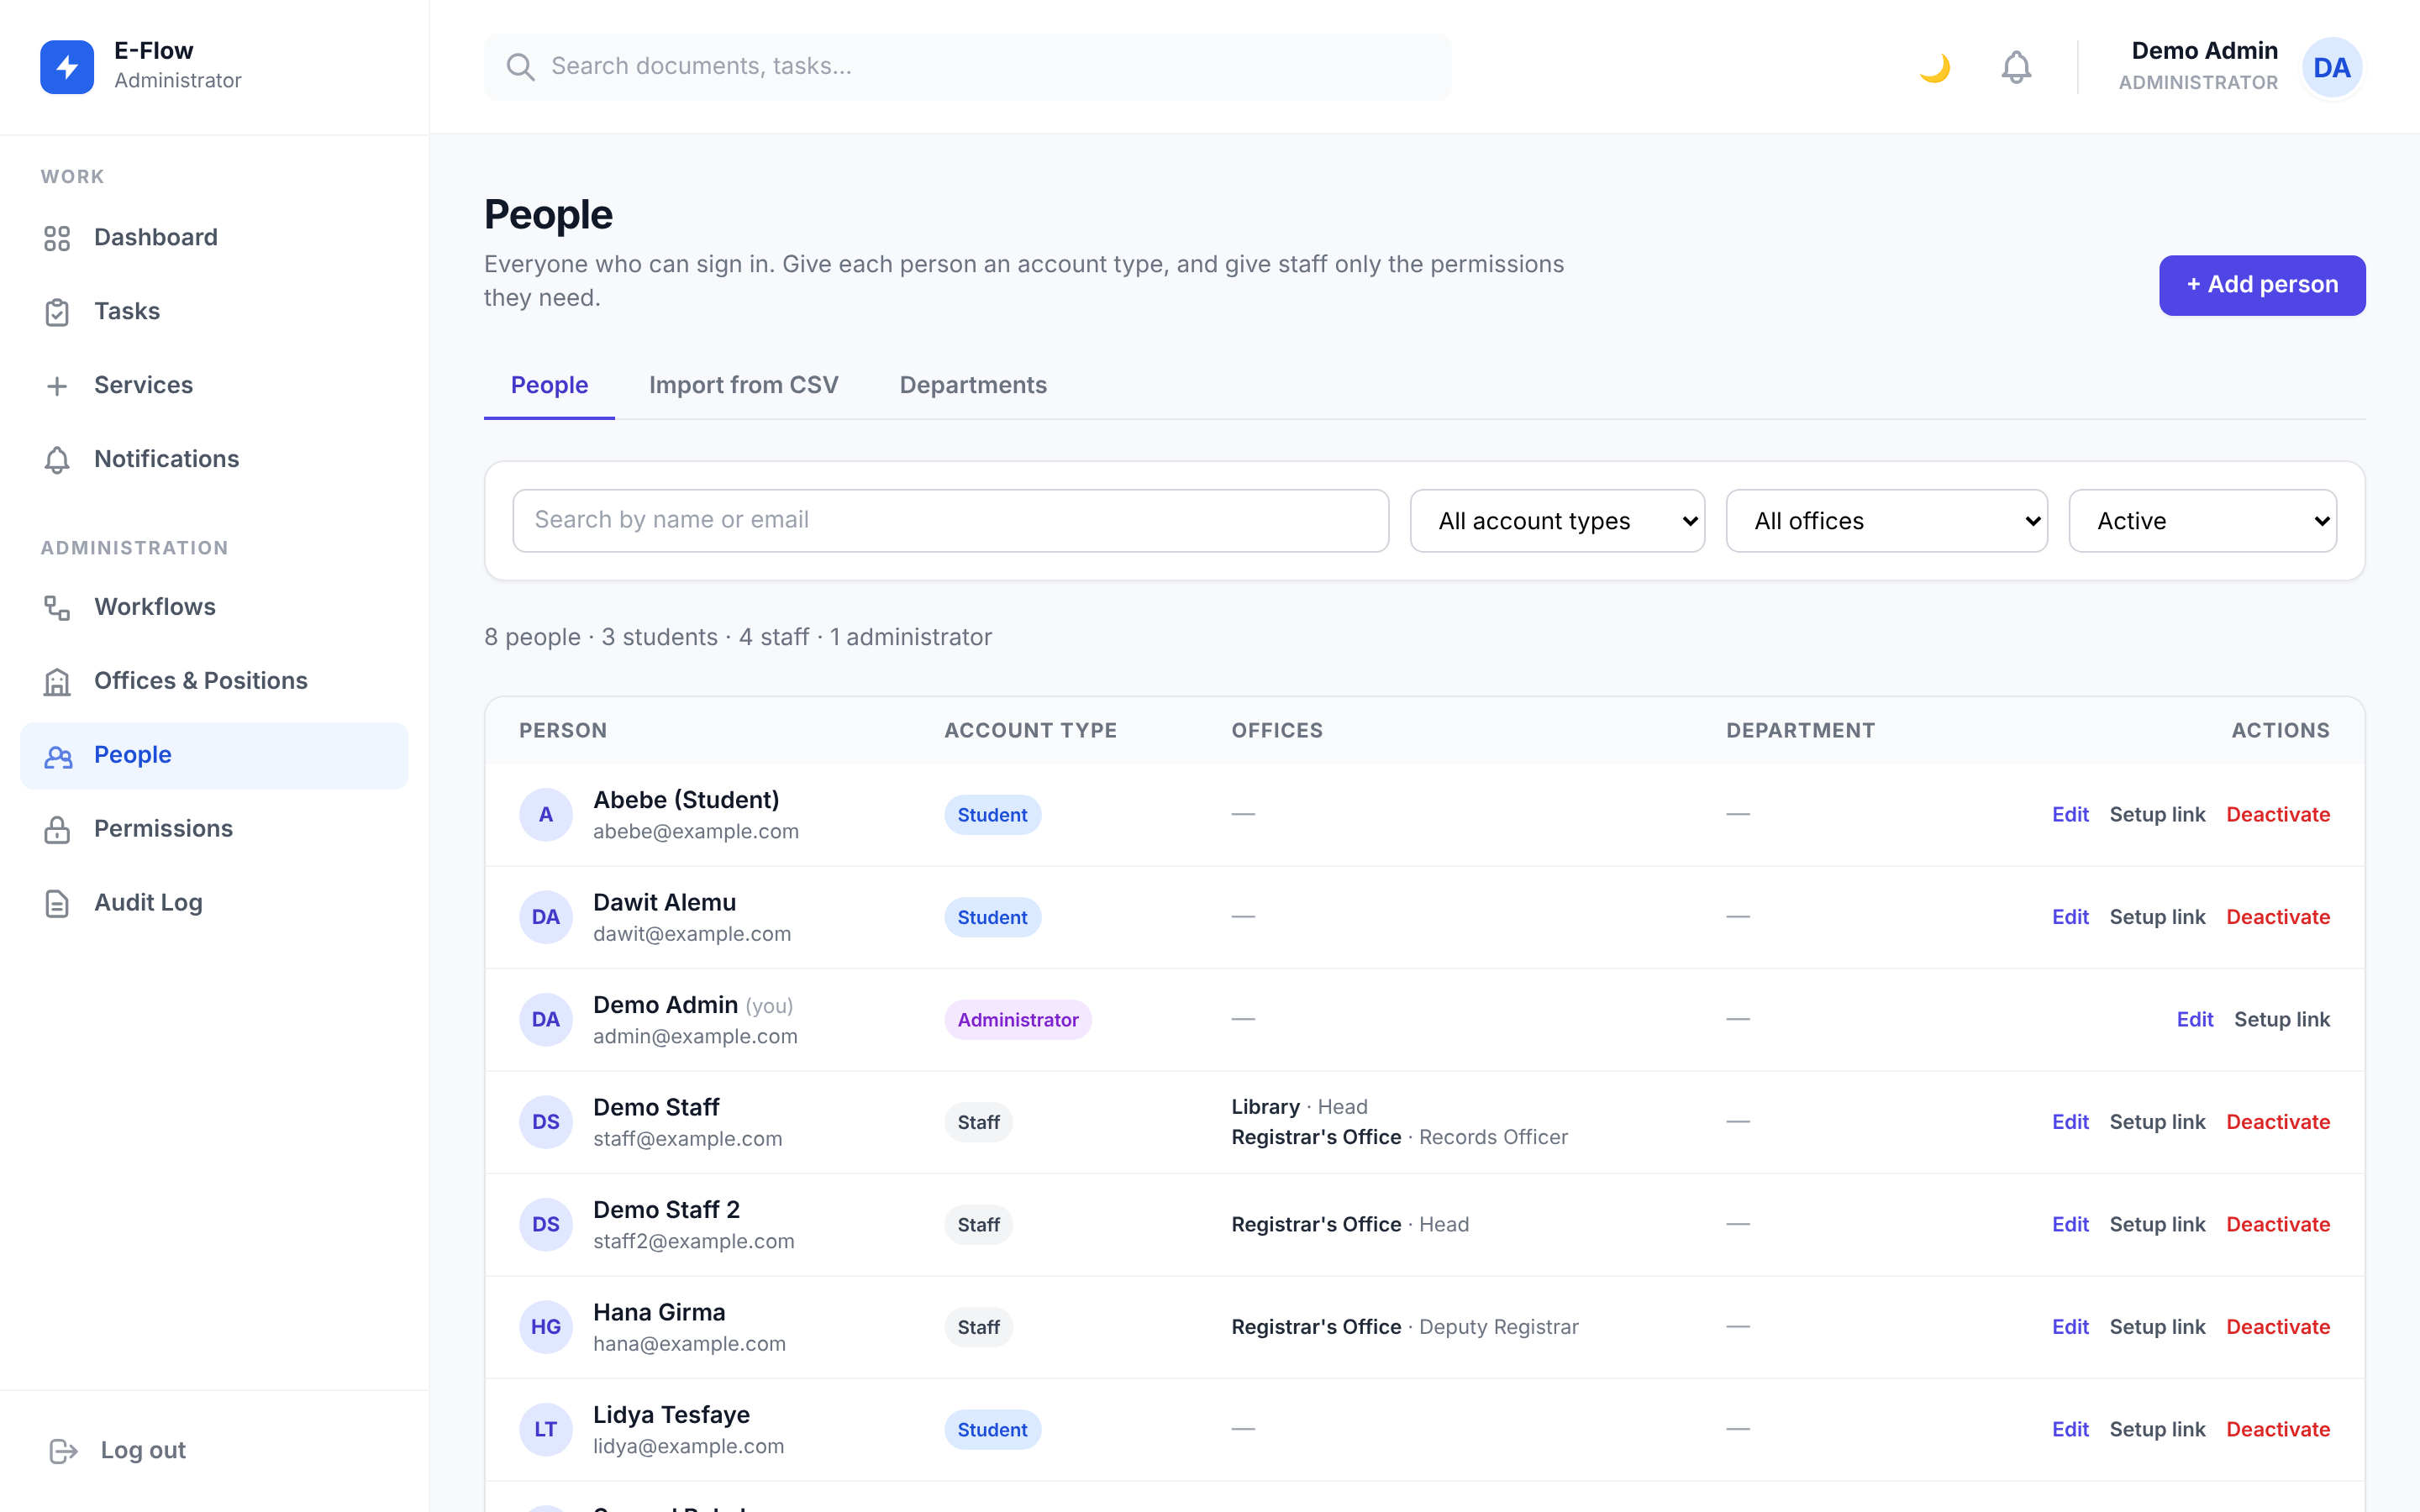 E-Flow
Administrator
WORK
Dashboard
Tasks
Services
Notifications
ADMINISTRATION
Workflows
Offices & Positions
People
Permissions
Audit Log
Log out
Search documents, tasks...
Demo Admin
ADMINISTRATOR
DA
People
Everyone who can sign in. Give each person an account type, and give staff only the permissions
they need.
+ Add person
People Import from CSV Departments
Search by name or email All account types All offices Active
8 people · 3 students · 4 staff · 1 administrator
PERSON ACCOUNT TYPE OFFICES DEPARTMENT ACTIONS
A Abebe (Student) Student — — Edit Setup link Deactivate
abebe@example.com
DA Dawit Alemu Student — — Edit Setup link Deactivate
dawit@example.com
DA Demo Admin (you) Administrator — — Edit Setup link
admin@example.com
DS Demo Staff Staff Library · Head — Edit Setup link Deactivate
staff@example.com Registrar's Office · Records Officer
DS Demo Staff 2 Staff Registrar's Office · Head — Edit Setup link Deactivate
staff2@example.com
HG Hana Girma Staff Registrar's Office · Deputy Registrar — Edit Setup link Deactivate
hana@example.com
LT Lidya Tesfaye Student — — Edit Setup link Deactivate
lidya@example.com